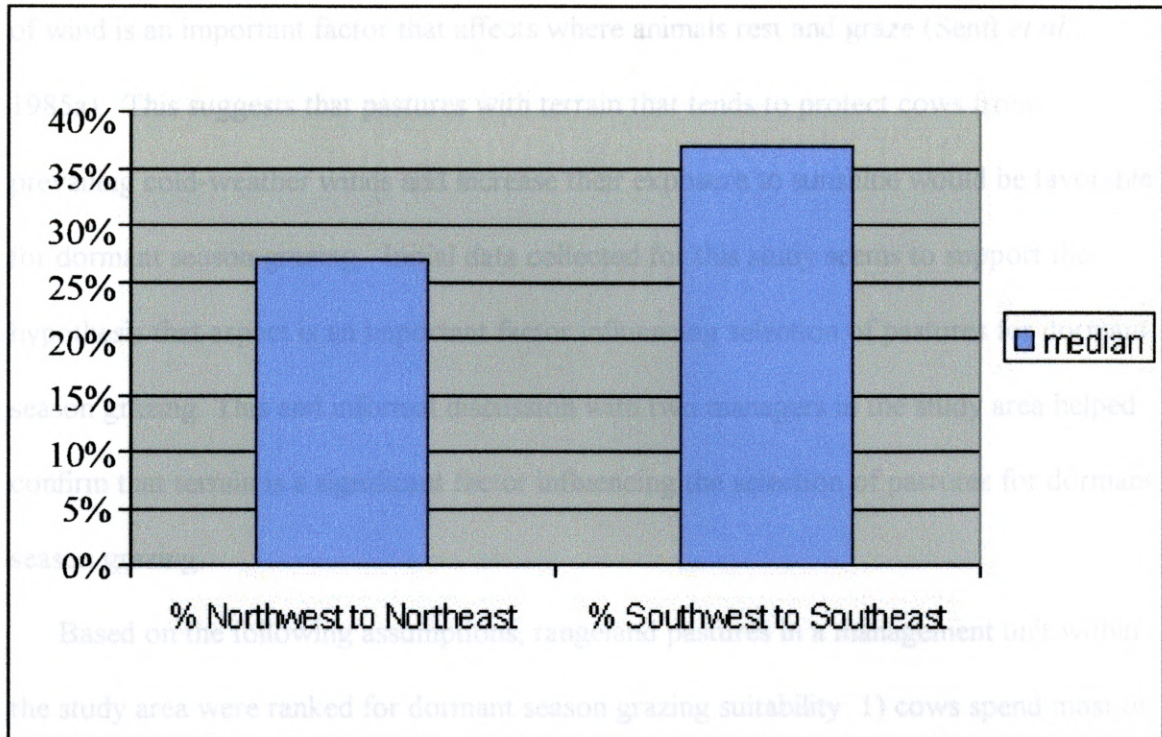 of wind is an important factor that affects where animals rest and graze (Senft et al.
40%
This suggests that pastures with terrain that tends to protect cows from
35%
cold-weather winds and increase their exposure to sunshine would be favorable
30%
for dormant season grazing. Initial data collected for this study seems to support the
25%
hypothesis that aspect is an important factor influencing selection of pastures for dormant
20%
median
15%
season grazing. This and informal discussion with two managers in the study area helped
10%
confirm that terrain is a significant factor influencing the selection of pastures for dormant
5%
season grazing.
0%
% Northwest to Northeast
% Southwest to Southeast
Based on the following assumptions, rangeland pastures in a management unit within
the study area were ranked for dormant season grazing suitability 1) cows spend most of